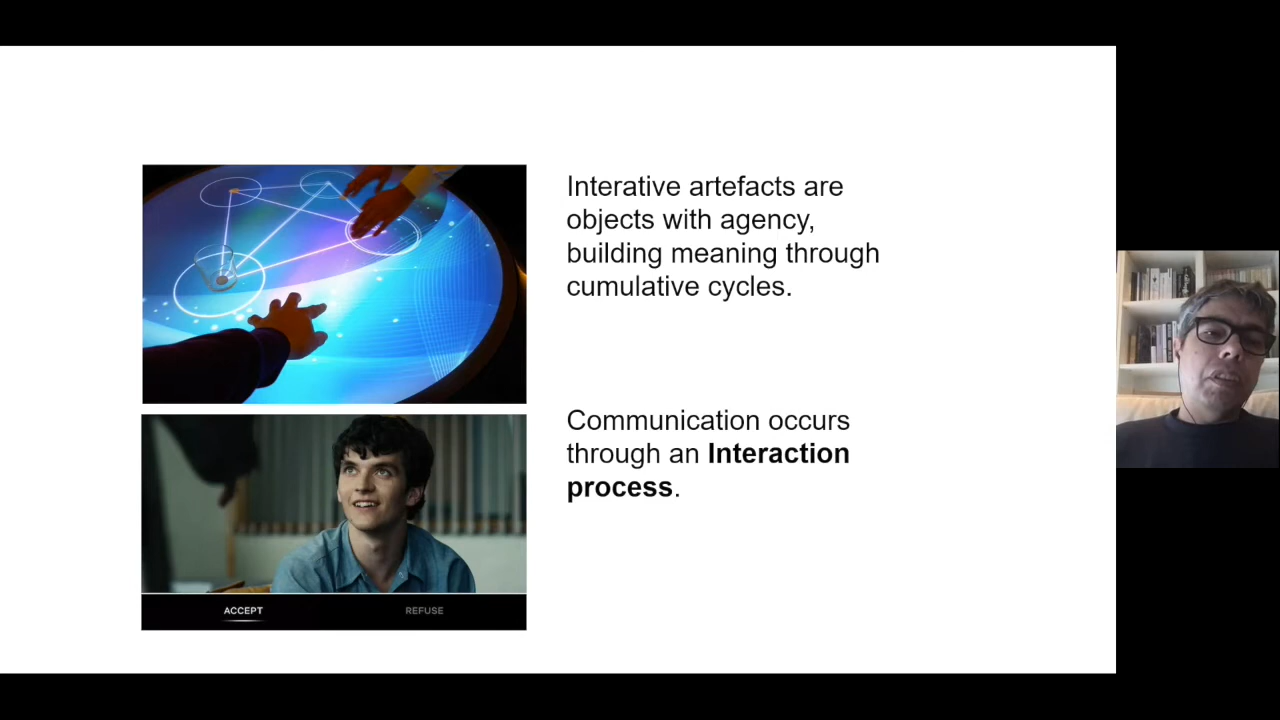 Interative artefacts are
objects with agency,
building meaning through
cumulative cycles.
Communication occurs
through an Interaction
process.
ACCEPT REFUSE